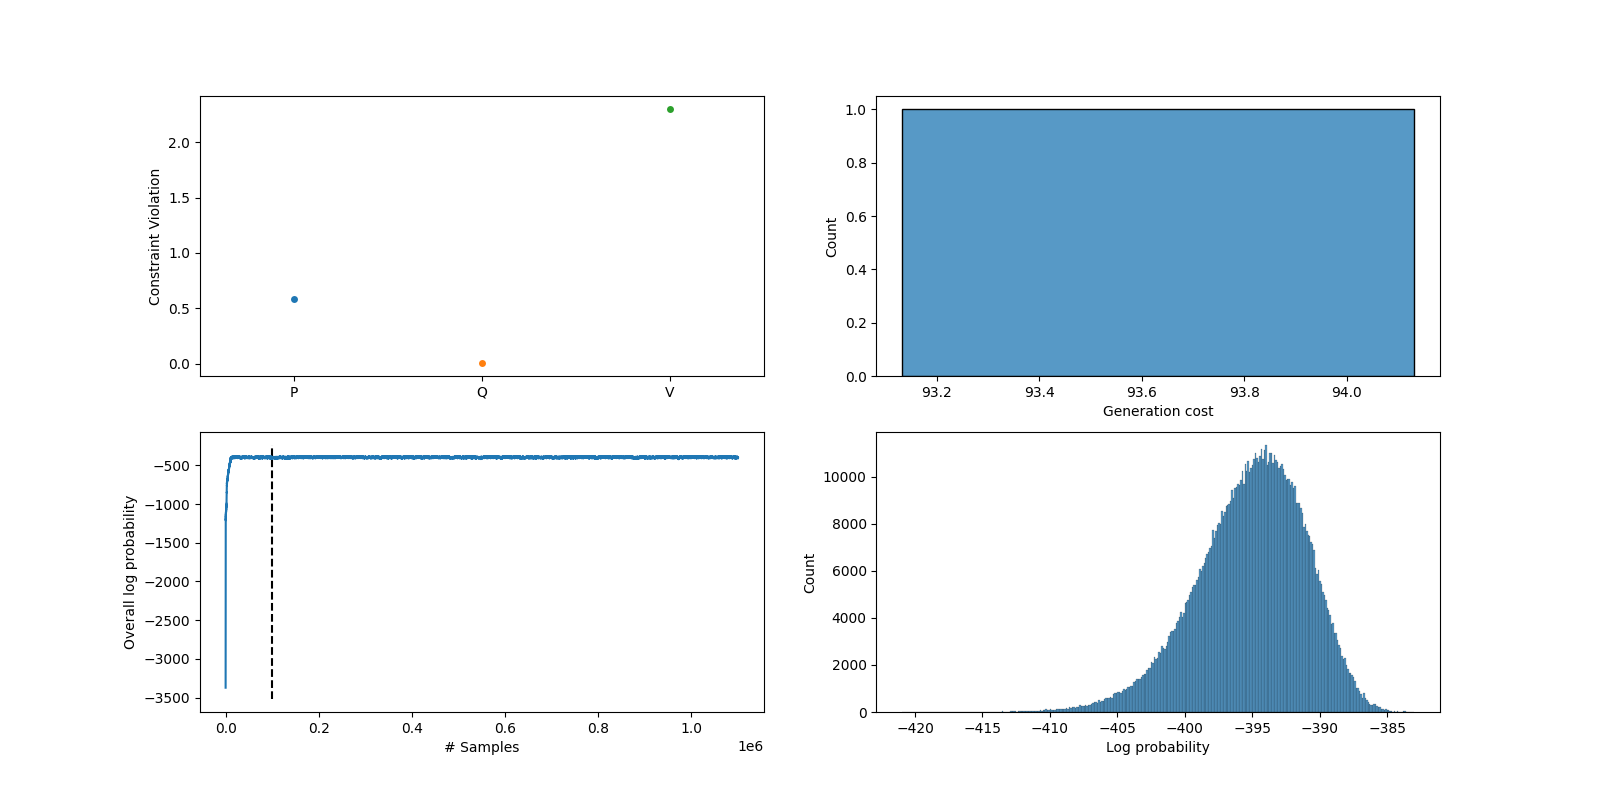 Constraint Violation
2.0
1.5
1.0
0.5
0.0
P Q V
Count
1.0
0.8
0.6
0.4
0.2
0.0
93.2 93.4 93.6 93.8 94.0
Generation cost
Overall log probability
−500
−1000
−1500
−2000
−2500
−3000
−3500
0.0 0.2 0.4 0.6 0.8 1.0
1e6
# Samples
Count
10000
8000
6000
4000
2000
0
−420 −415 −410 −405 −400 −395 −390 −385
Log probability